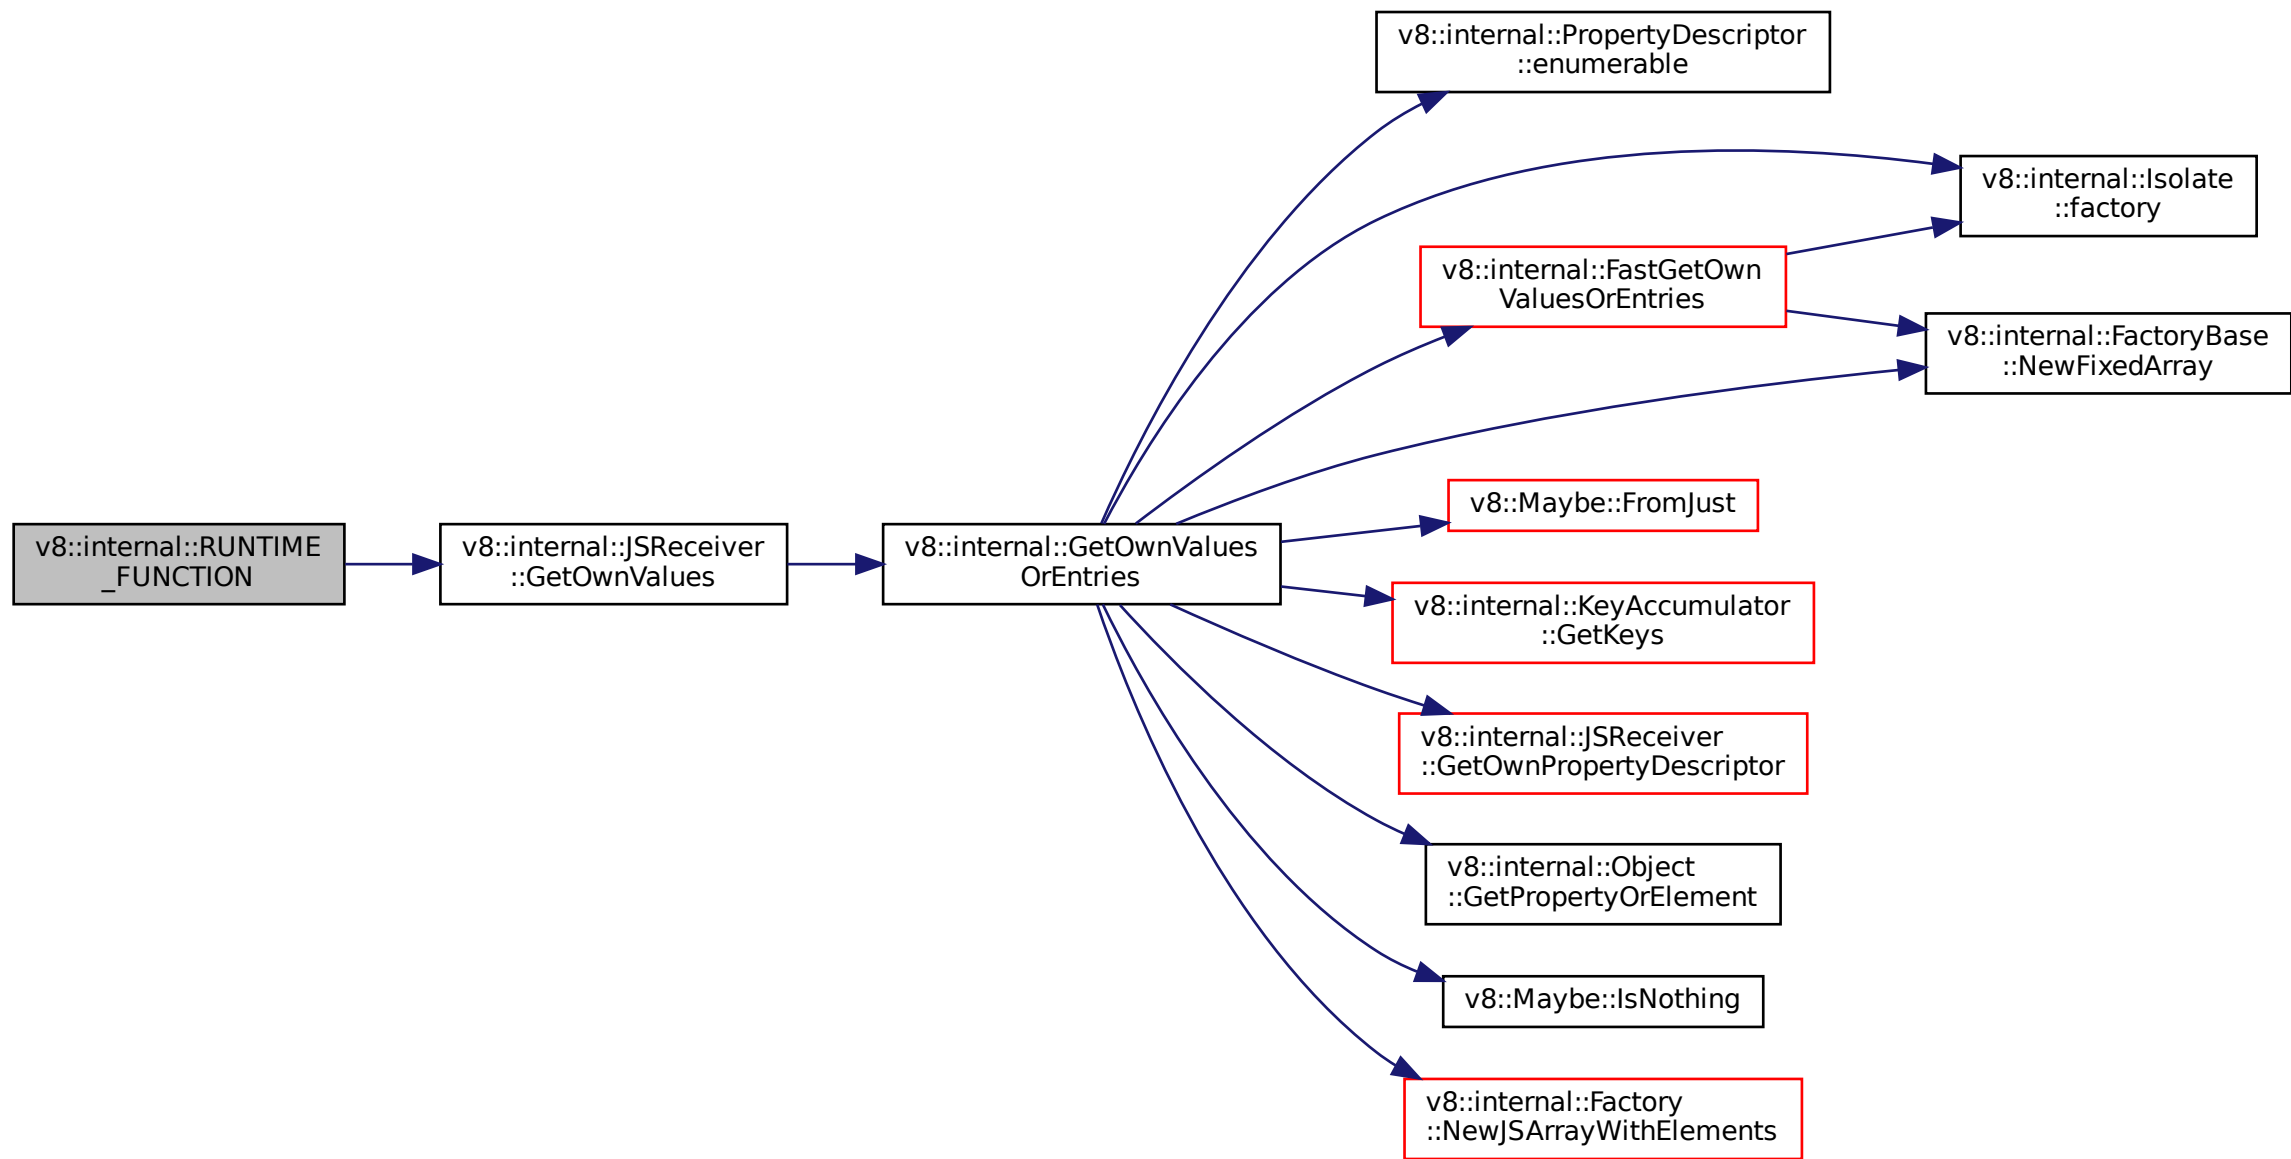 v8::internal::RUNTIME
_FUNCTION
v8::internal::JSReceiver
::GetOwnValues
v8::internal::GetOwnValues
OrEntries
v8::internal::PropertyDescriptor
::enumerable
v8::internal::Isolate
::factory
v8::internal::FastGetOwn
ValuesOrEntries
v8::internal::FactoryBase
::NewFixedArray
v8::Maybe::FromJust
v8::internal::KeyAccumulator
::GetKeys
v8::internal::JSReceiver
::GetOwnPropertyDescriptor
v8::internal::Object
::GetPropertyOrElement
v8::Maybe::IsNothing
v8::internal::Factory
::NewJSArrayWithElements